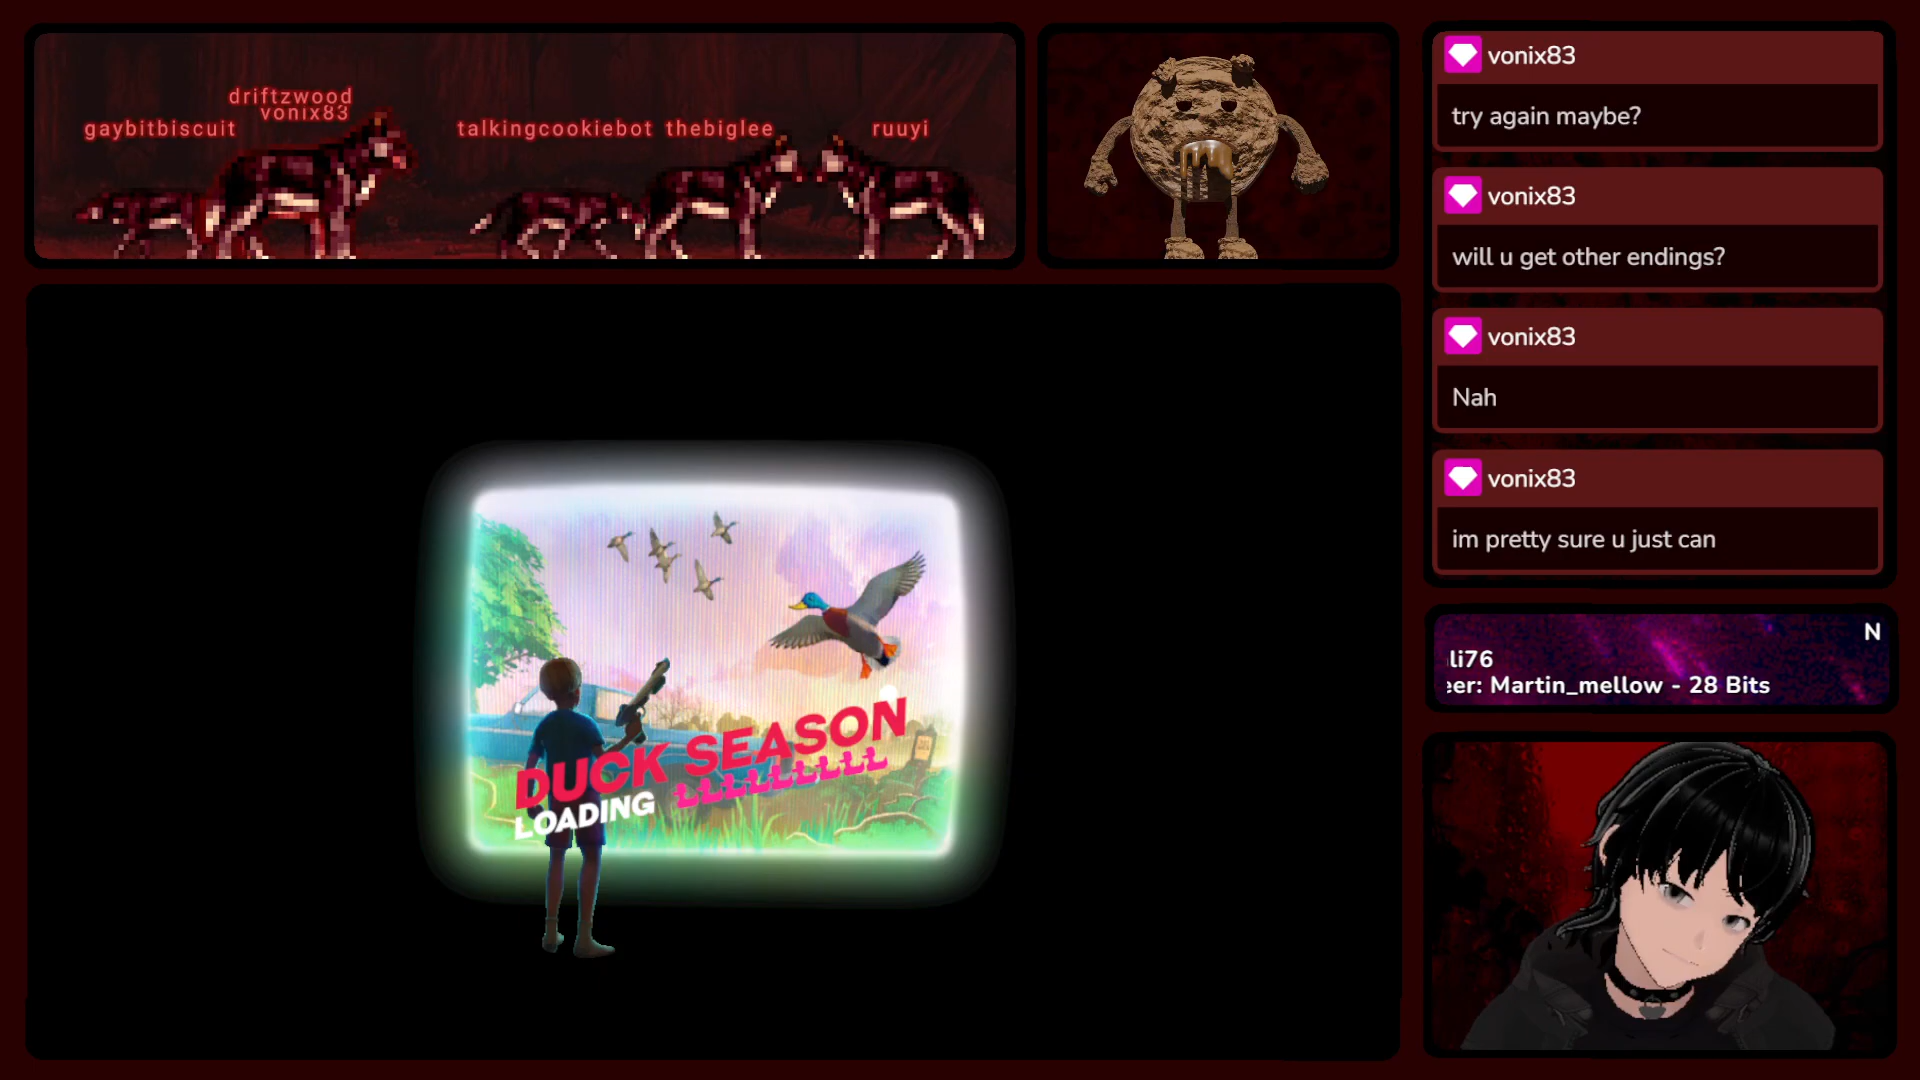 driftzwood
vonix83
gaybitbiscuit
talkingcookiebot
thebiglee
ruuyi
DUCK SEASON
LOADING
vonix83
try again maybe?
vonix83
will u get other endings?
vonix83
Nah
vonix83
im pretty sure u just can
N
li76
eer: Martin_mellow - 28 Bits